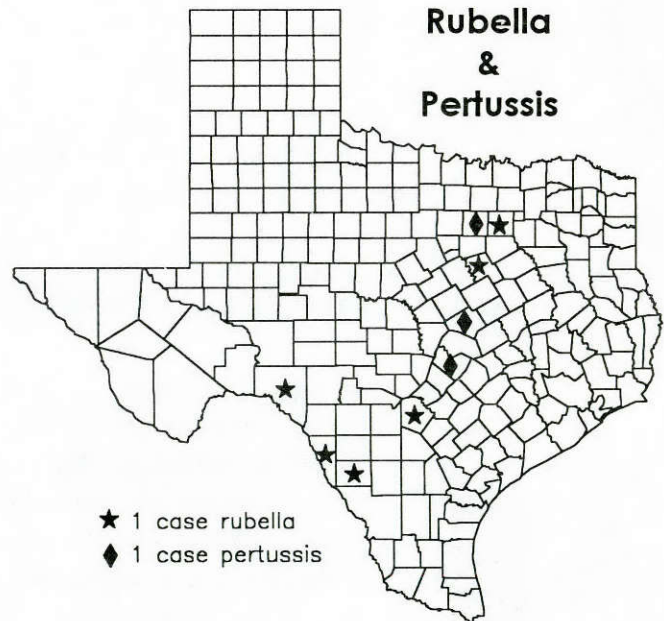 Rubella
&
Pertussis
★ 1 case rubella
♦ 1 case pertussis